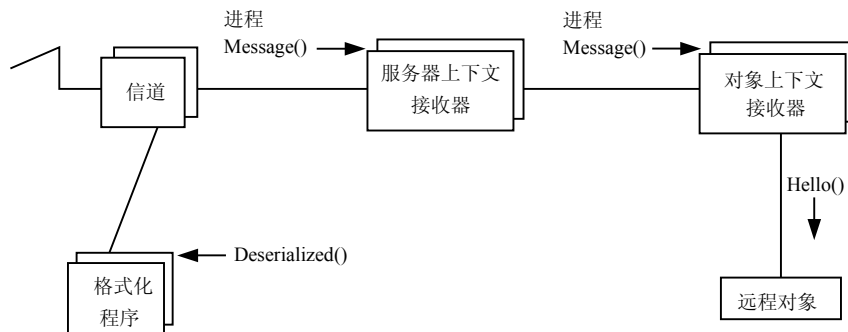 进程
Message()
进程
Message()
信道
服务器上下文
接收器
对象上下文
接收器
Hello()
Deserialized()
格式化
程序
远程对象